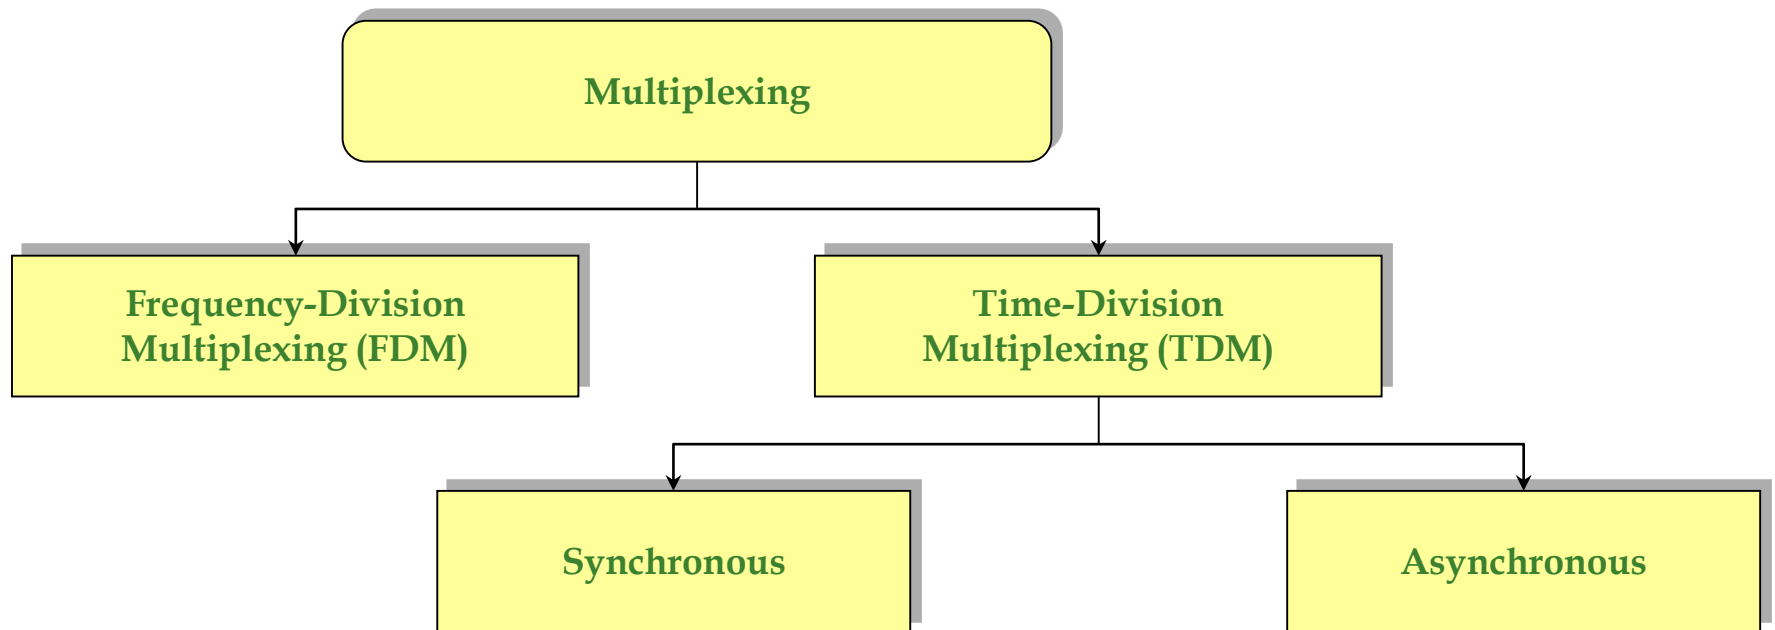 Multiplexing
Frequency-Division
Multiplexing (FDM)
Time-Division
Multiplexing (TDM)
Synchronous
Asynchronous